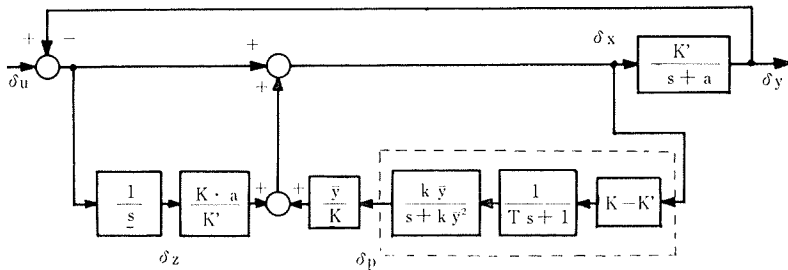 + −
δu
+
+
δx
K'
s + a
δy
1
s
K · a
K'
+ +
ȳ
K
k ȳ
s + k ȳ²
1
T s + 1
K − K'
δz
δp